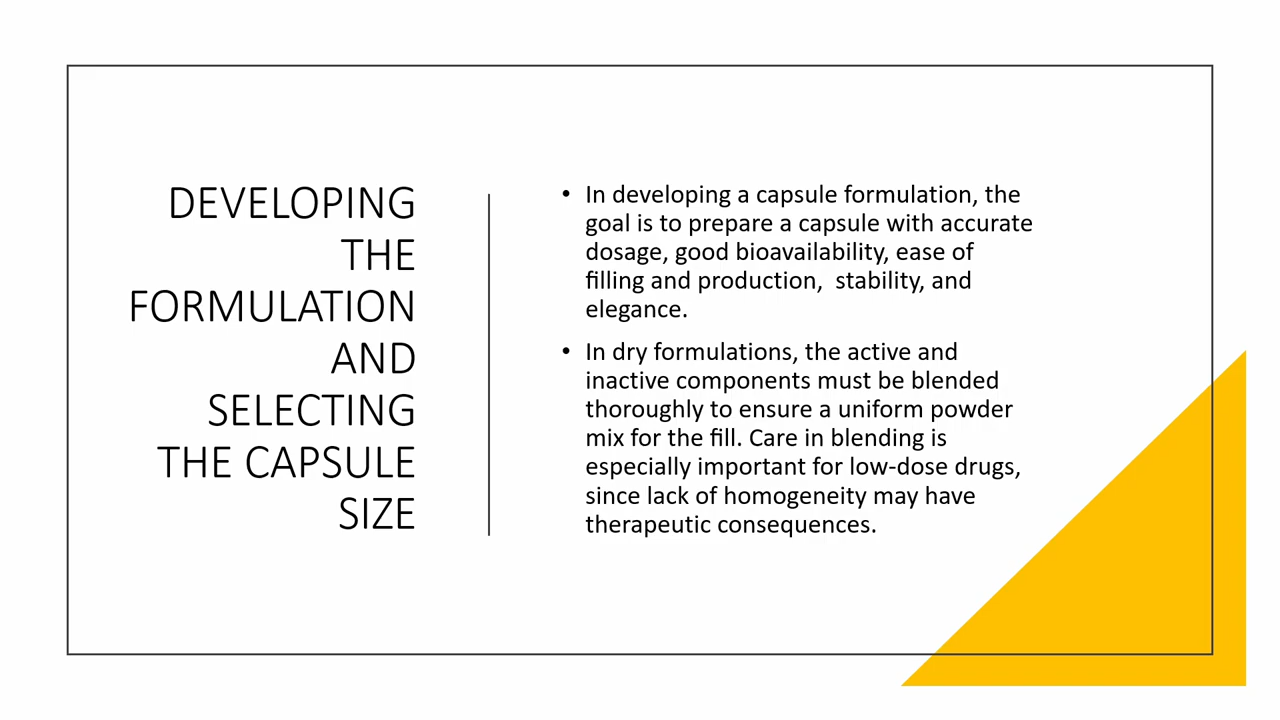 DEVELOPING
THE
FORMULATION
AND
SELECTING
THE CAPSULE
SIZE
• In developing a capsule formulation, the
goal is to prepare a capsule with accurate
dosage, good bioavailability, ease of
filling and production,  stability, and
elegance.
• In dry formulations, the active and
inactive components must be blended
thoroughly to ensure a uniform powder
mix for the fill. Care in blending is
especially important for low-dose drugs,
since lack of homogeneity may have
therapeutic consequences.